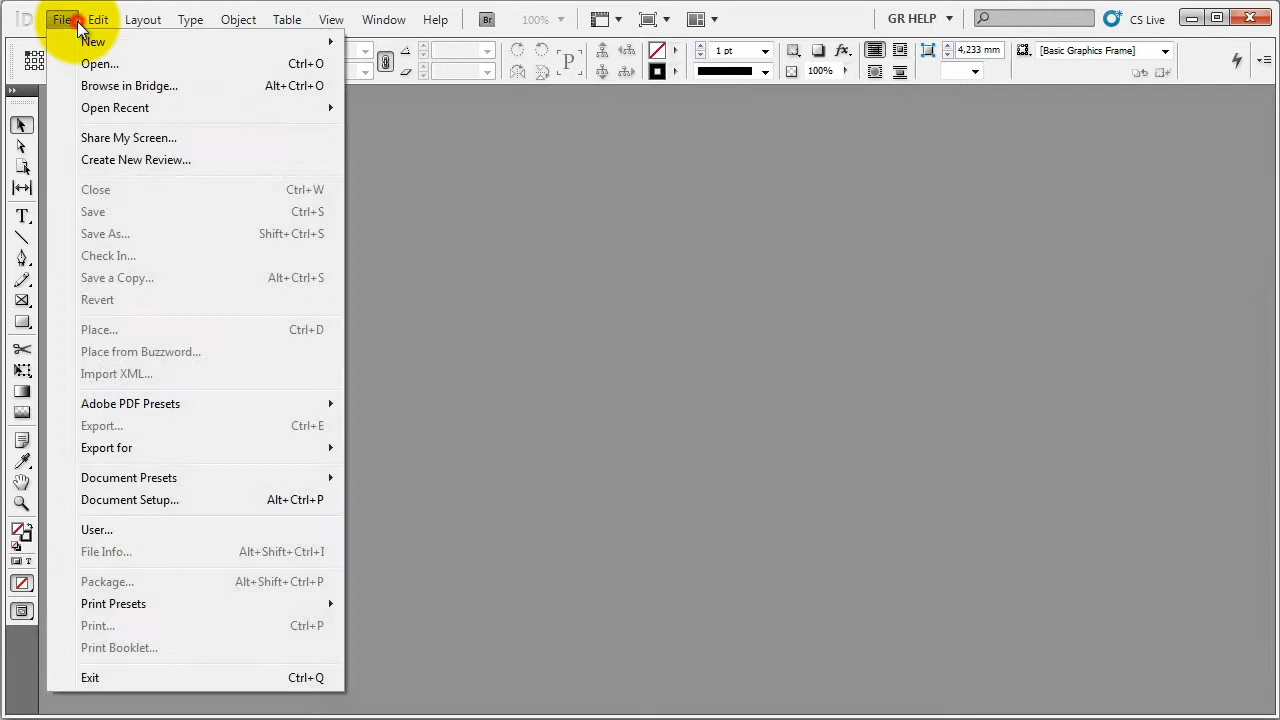 ID File Edit Layout Type Object Table View Window Help Br 100% GR HELP CS Live
1 pt 4,233 mm [Basic Graphics Frame]
P fx. 100%
New
Open... Ctrl+O
Browse in Bridge... Alt+Ctrl+O
Open Recent
Share My Screen...
Create New Review...
Close Ctrl+W
Save Ctrl+S
Save As... Shift+Ctrl+S
Check In...
Save a Copy... Alt+Ctrl+S
Revert
Place... Ctrl+D
Place from Buzzword...
Import XML...
Adobe PDF Presets
Export... Ctrl+E
Export for
Document Presets
Document Setup... Alt+Ctrl+P
User...
File Info... Alt+Shift+Ctrl+I
Package... Alt+Shift+Ctrl+P
Print Presets
Print... Ctrl+P
Print Booklet...
Exit Ctrl+Q
T
T